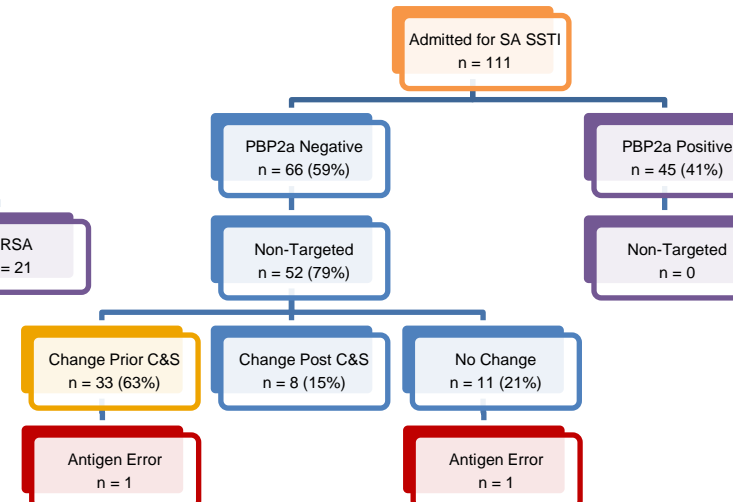 Admitted for SA SSTI
n = 111
PBP2a Negative
n = 66 (59%)
PBP2a Positive
n = 45 (41%)
RSA
= 21
Non-Targeted
n = 52 (79%)
Non-Targeted
n = 0
Change Prior C&S
n = 33 (63%)
Change Post C&S
n = 8 (15%)
No Change
n = 11 (21%)
Antigen Error
n = 1
Antigen Error
n = 1